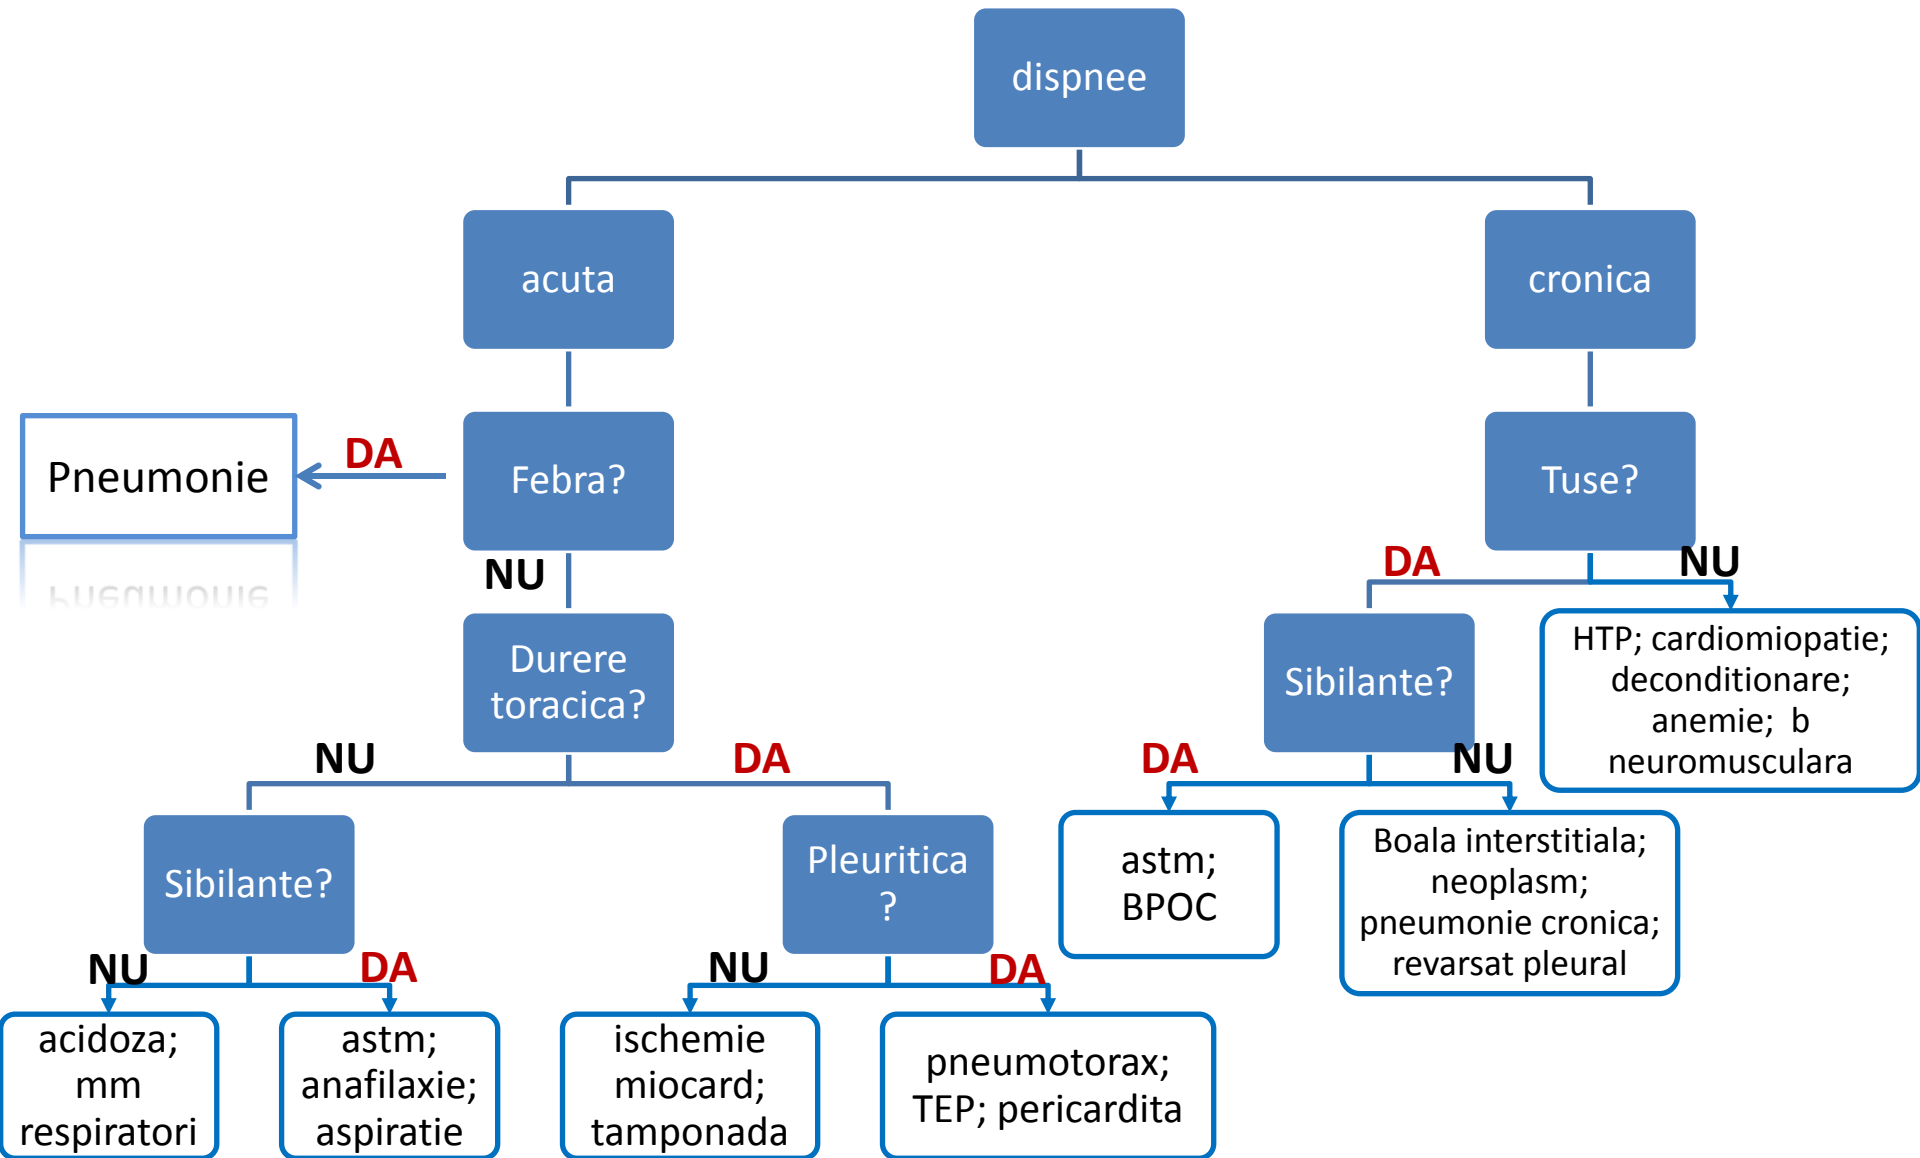 dispnee
acuta
cronica
Pneumonie
DA
Febra?
Tuse?
NU
DA
NU
Durere
toracica?
Sibilante?
HTP; cardiomiopatie;
deconditionare;
anemie; b
neuromusculara
NU
DA
DA
NU
Sibilante?
Pleuritica
?
astm;
BPOC
Boala interstitiala;
neoplasm;
pneumonie cronica;
revarsat pleural
NU
DA
NU
DA
acidoza;
mm
respiratori
astm;
anafilaxie;
aspiratie
ischemie
miocard;
tamponada
pneumotorax;
TEP; pericardita